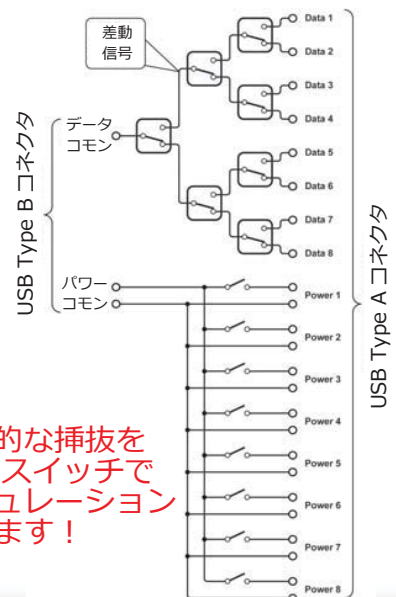 差動
信号
データ
コモン
USB Type B コネクタ
パワー
コモン
Data 1
Data 2
Data 3
Data 4
Data 5
Data 6
Data 7
Data 8
Power 1
Power 2
Power 3
Power 4
Power 5
Power 6
Power 7
Power 8
USB Type A コネクタ
的な挿抜を
スイッチで
ュレーション
ます！